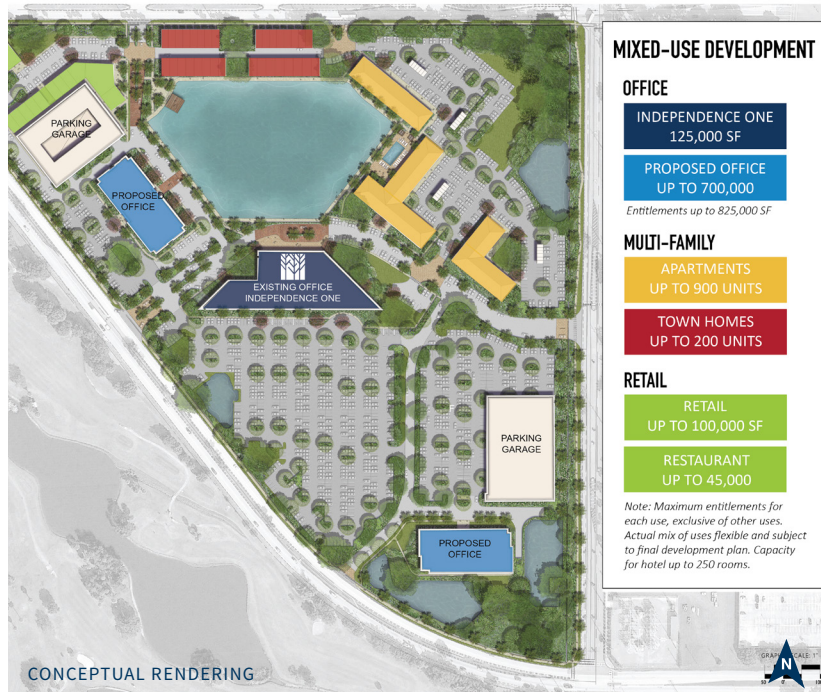 PARKING
GARAGE
PROPOSED
OFFICE
EXISTING OFFICE
INDEPENDENCE ONE
PARKING
GARAGE
PROPOSED
OFFICE
CONCEPTUAL RENDERING
MIXED-USE DEVELOPMENT
OFFICE
INDEPENDENCE ONE
125,000 SF
PROPOSED OFFICE
UP TO 700,000
Entitlements up to 825,000 SF
MULTI-FAMILY
APARTMENTS
UP TO 900 UNITS
TOWN HOMES
UP TO 200 UNITS
RETAIL
RETAIL
UP TO 100,000 SF
RESTAURANT
UP TO 45,000
Note: Maximum entitlements for
each use, exclusive of other uses.
Actual mix of uses flexible and subject
to final development plan. Capacity
for hotel up to 250 rooms.
N